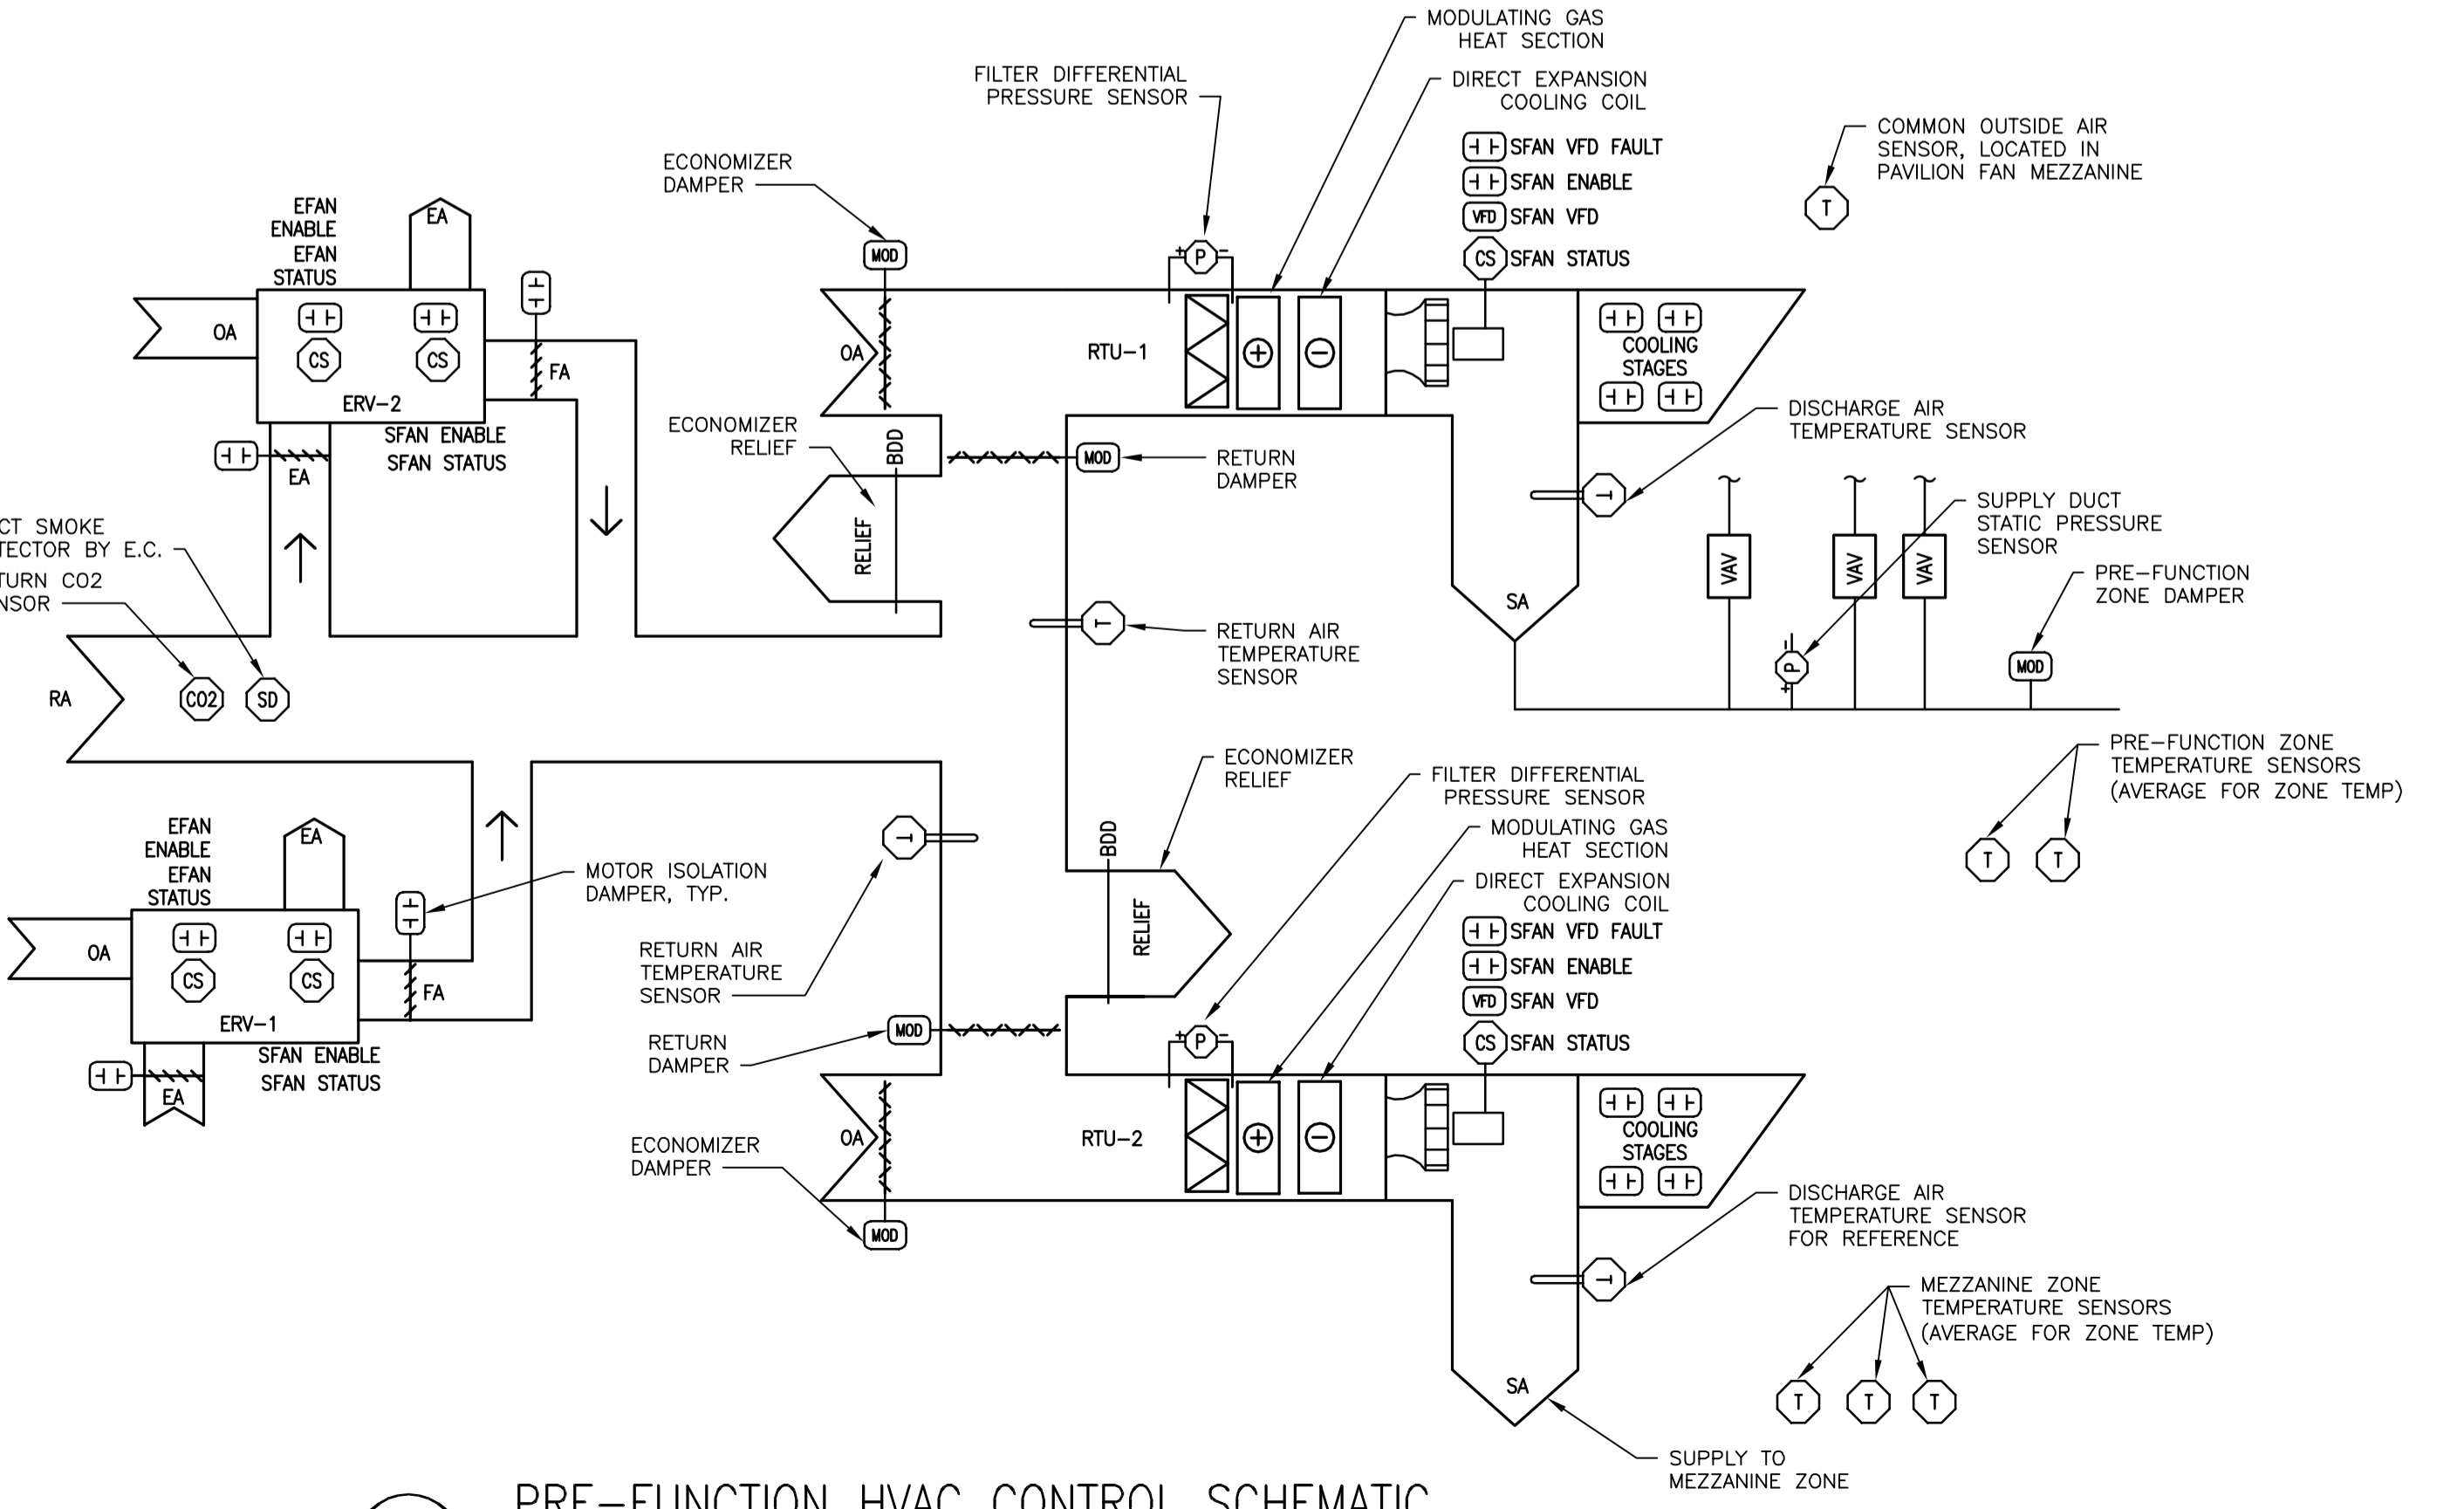 MODULATING GAS
HEAT SECTION
FILTER DIFFERENTIAL
PRESSURE SENSOR
DIRECT EXPANSION
COOLING COIL
COMMON OUTSIDE AIR
SENSOR, LOCATED IN
PAVILION FAN MEZZANINE
T
SFAN VFD FAULT
SFAN ENABLE
VFD SFAN VFD
CS SFAN STATUS
ECONOMIZER
DAMPER
MOD
+ P −
EFAN
ENABLE
EFAN
STATUS
EA
OA
CS
CS
ERV-2
FA
SFAN ENABLE
SFAN STATUS
EA
OA
RTU-1
COOLING
STAGES
ECONOMIZER
RELIEF
BDD
RELIEF
MOD
RETURN
DAMPER
DISCHARGE AIR
TEMPERATURE SENSOR
T
SUPPLY DUCT
STATIC PRESSURE
SENSOR
VAV
VAV
VAV
PRE-FUNCTION
ZONE DAMPER
MOD
+ P −
SA
CT SMOKE
TECTOR BY E.C.
TURN CO2
NSOR
RA
CO2
SD
T
RETURN AIR
TEMPERATURE
SENSOR
PRE-FUNCTION ZONE
TEMPERATURE SENSORS
(AVERAGE FOR ZONE TEMP)
T
T
ECONOMIZER
RELIEF
BDD
RELIEF
FILTER DIFFERENTIAL
PRESSURE SENSOR
MODULATING GAS
HEAT SECTION
DIRECT EXPANSION
COOLING COIL
SFAN VFD FAULT
SFAN ENABLE
VFD SFAN VFD
CS SFAN STATUS
EFAN
ENABLE
EFAN
STATUS
EA
OA
CS
CS
ERV-1
FA
SFAN ENABLE
SFAN STATUS
EA
MOTOR ISOLATION
DAMPER, TYP.
T
RETURN AIR
TEMPERATURE
SENSOR
RETURN
DAMPER
MOD
+ P −
OA
RTU-2
COOLING
STAGES
ECONOMIZER
DAMPER
MOD
DISCHARGE AIR
TEMPERATURE SENSOR
FOR REFERENCE
T
MEZZANINE ZONE
TEMPERATURE SENSORS
(AVERAGE FOR ZONE TEMP)
T
T
T
SA
SUPPLY TO
MEZZANINE ZONE
PRE-FUNCTION HVAC CONTROL SCHEMATIC